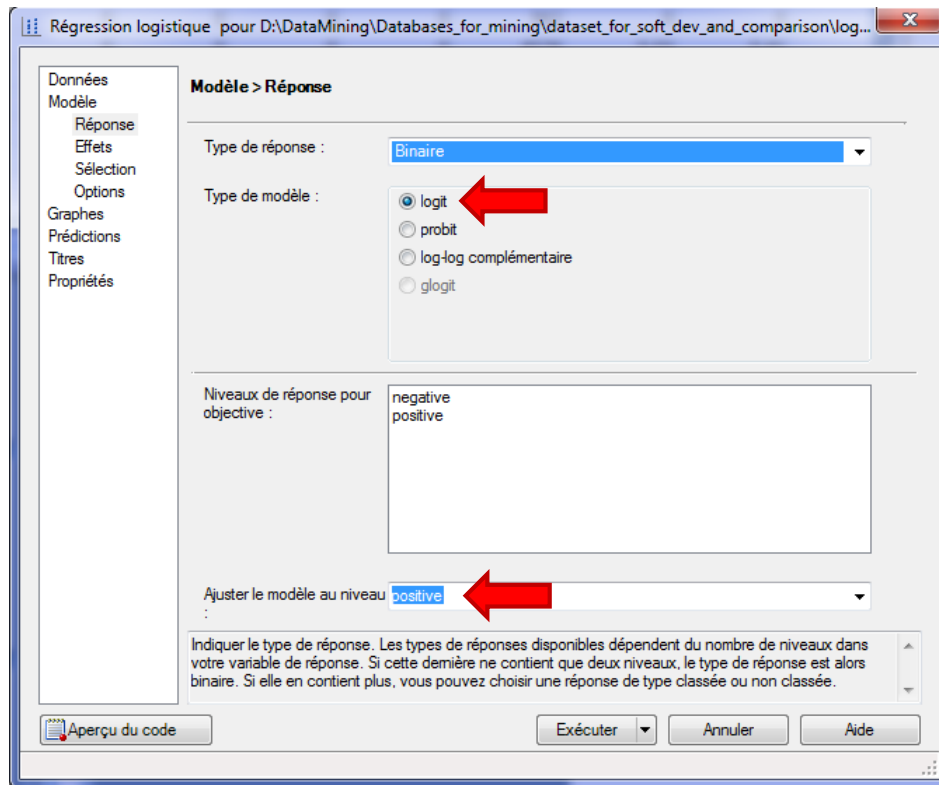 Régression logistique pour D:\DataMining\Databases_for_mining\dataset_for_soft_dev_and_comparison\log...
Données
Modèle
Réponse
Effets
Sélection
Options
Graphes
Prédictions
Titres
Propriétés
Modèle > Réponse
Type de réponse :
Binaire
Type de modèle :
logit
probit
log-log complémentaire
glogit
Niveaux de réponse pour
objective :
negative
positive
Ajuster le modèle au niveau
:
positive
Indiquer le type de réponse. Les types de réponses disponibles dépendent du nombre de niveaux dans
votre variable de réponse. Si cette dernière ne contient que deux niveaux, le type de réponse est alors
binaire. Si elle en contient plus, vous pouvez choisir une réponse de type classée ou non classée.
Aperçu du code
Exécuter
Annuler
Aide